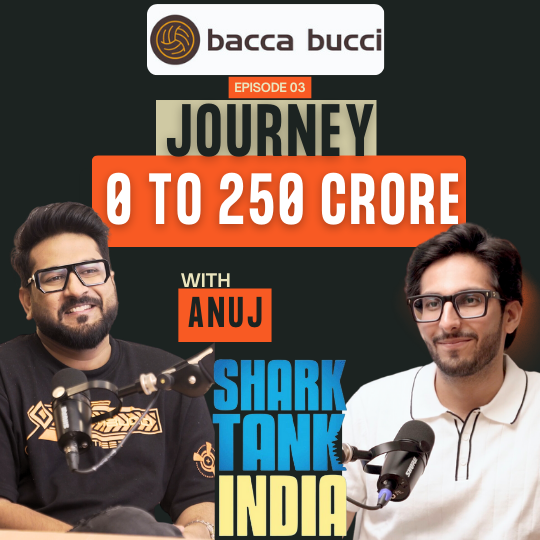 bacca bucci
EPISODE 03
JOURNEY
0 TO 250 CRORE
WITH
ANUJ
SHARK
TANK
INDIA